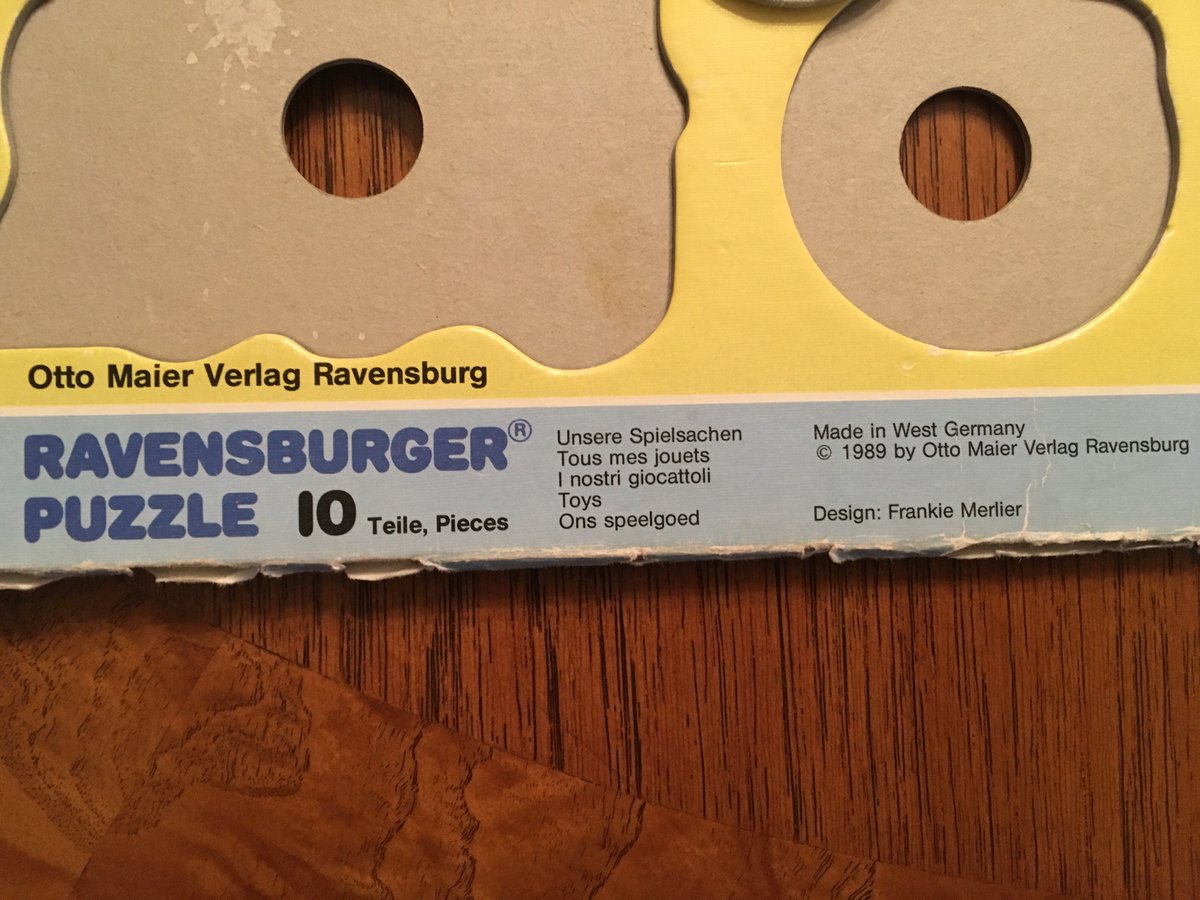 Otto Maier Verlag Ravensburg
RAVENSBURGER®
PUZZLE 10 Teile, Pieces
Unsere Spielsachen
Tous mes jouets
I nostri giocattoli
Toys
Ons speelgoed
Made in West Germany
© 1989 by Otto Maier Verlag Ravensburg
Design: Frankie Merlier